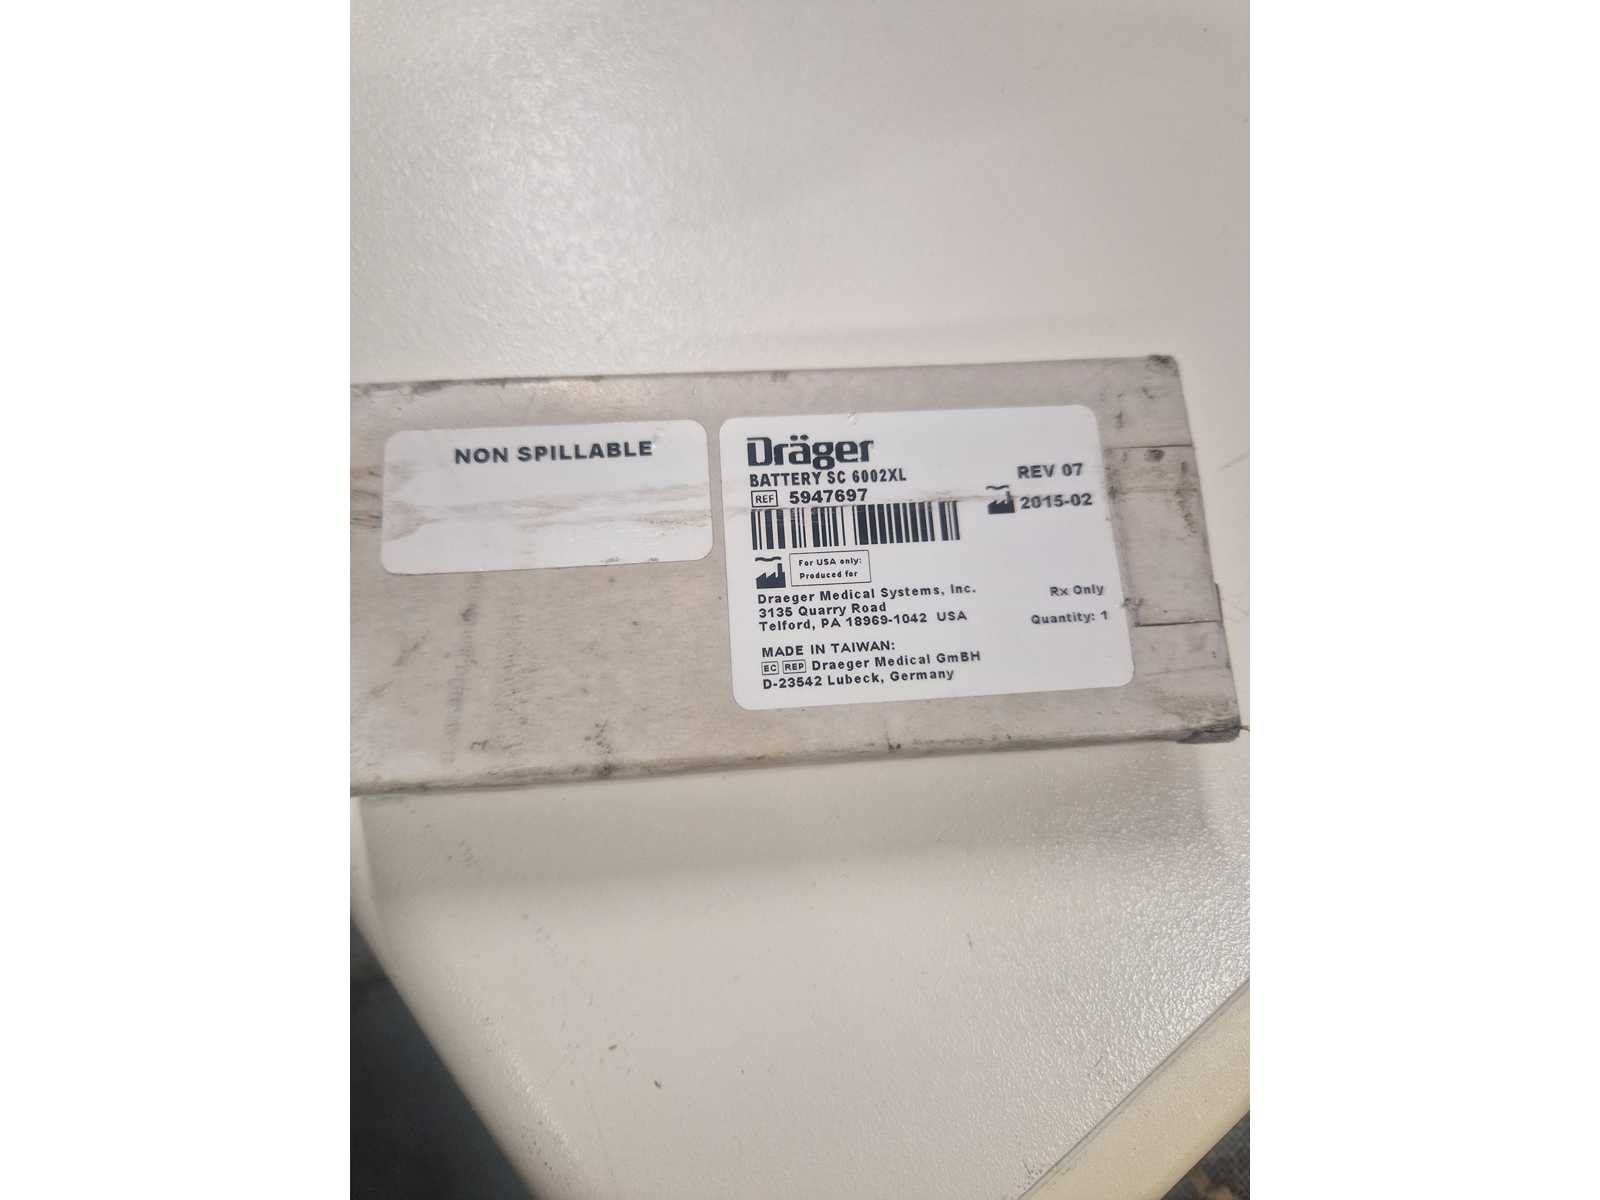 NON SPILLABLE
Dräger
BATTERY SC 6002XL
REF 5947697
REV 07
2015-02
For USA only:
Produced for
Draeger Medical Systems, Inc.
3135 Quarry Road
Telford, PA 18969-1042 USA
Rx Only
Quantity: 1
MADE IN TAIWAN:
EC REP Draeger Medical GmBH
D-23542 Lubeck, Germany